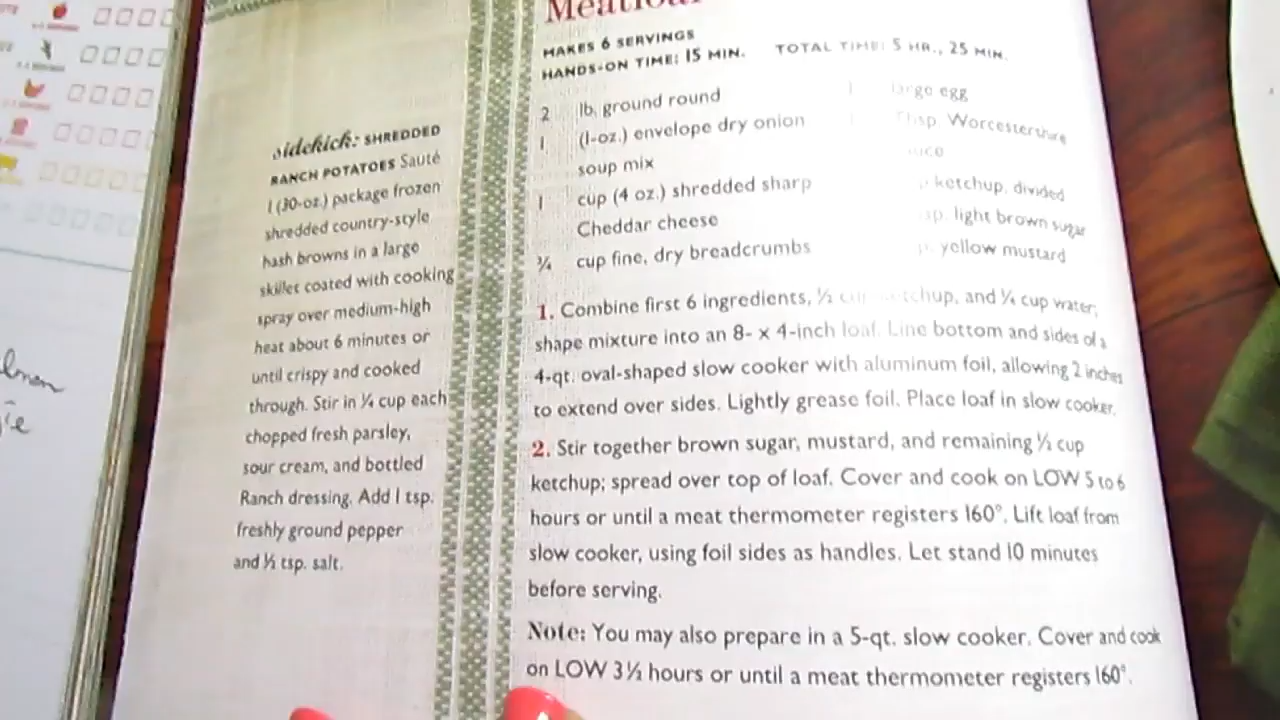 sidekick: SHREDDED
RANCH POTATOES Sauté
1 (30-oz.) package frozen
shredded country-style
hash browns in a large
skillet coated with cooking
spray over medium-high
heat about 6 minutes or
until crispy and cooked
through. Stir in ¼ cup each
chopped fresh parsley,
sour cream, and bottled
Ranch dressing. Add 1 tsp.
freshly ground pepper
and ½ tsp. salt.
Meatloaf
MAKES 6 SERVINGS
HANDS-ON TIME: 15 MIN. TOTAL TIME: 5 HR., 25 MIN.
2 lb. ground round
1 (1-oz.) envelope dry onion
soup mix
1 cup (4 oz.) shredded sharp
Cheddar cheese
¾ cup fine, dry breadcrumbs
large egg
Worcestershire
ketchup, divided
light brown sugar
yellow mustard
1. Combine first 6 ingredients, ½ cup ketchup, and ¼ cup water;
shape mixture into an 8- x 4-inch loaf. Line bottom and sides of a
4-qt. oval-shaped slow cooker with aluminum foil, allowing 2 inches
to extend over sides. Lightly grease foil. Place loaf in slow cooker.
2. Stir together brown sugar, mustard, and remaining ½ cup
ketchup; spread over top of loaf. Cover and cook on LOW 5 to 6
hours or until a meat thermometer registers 160°. Lift loaf from
slow cooker, using foil sides as handles. Let stand 10 minutes
before serving.
Note: You may also prepare in a 5-qt. slow cooker. Cover and cook
on LOW 3½ hours or until a meat thermometer registers 160°.